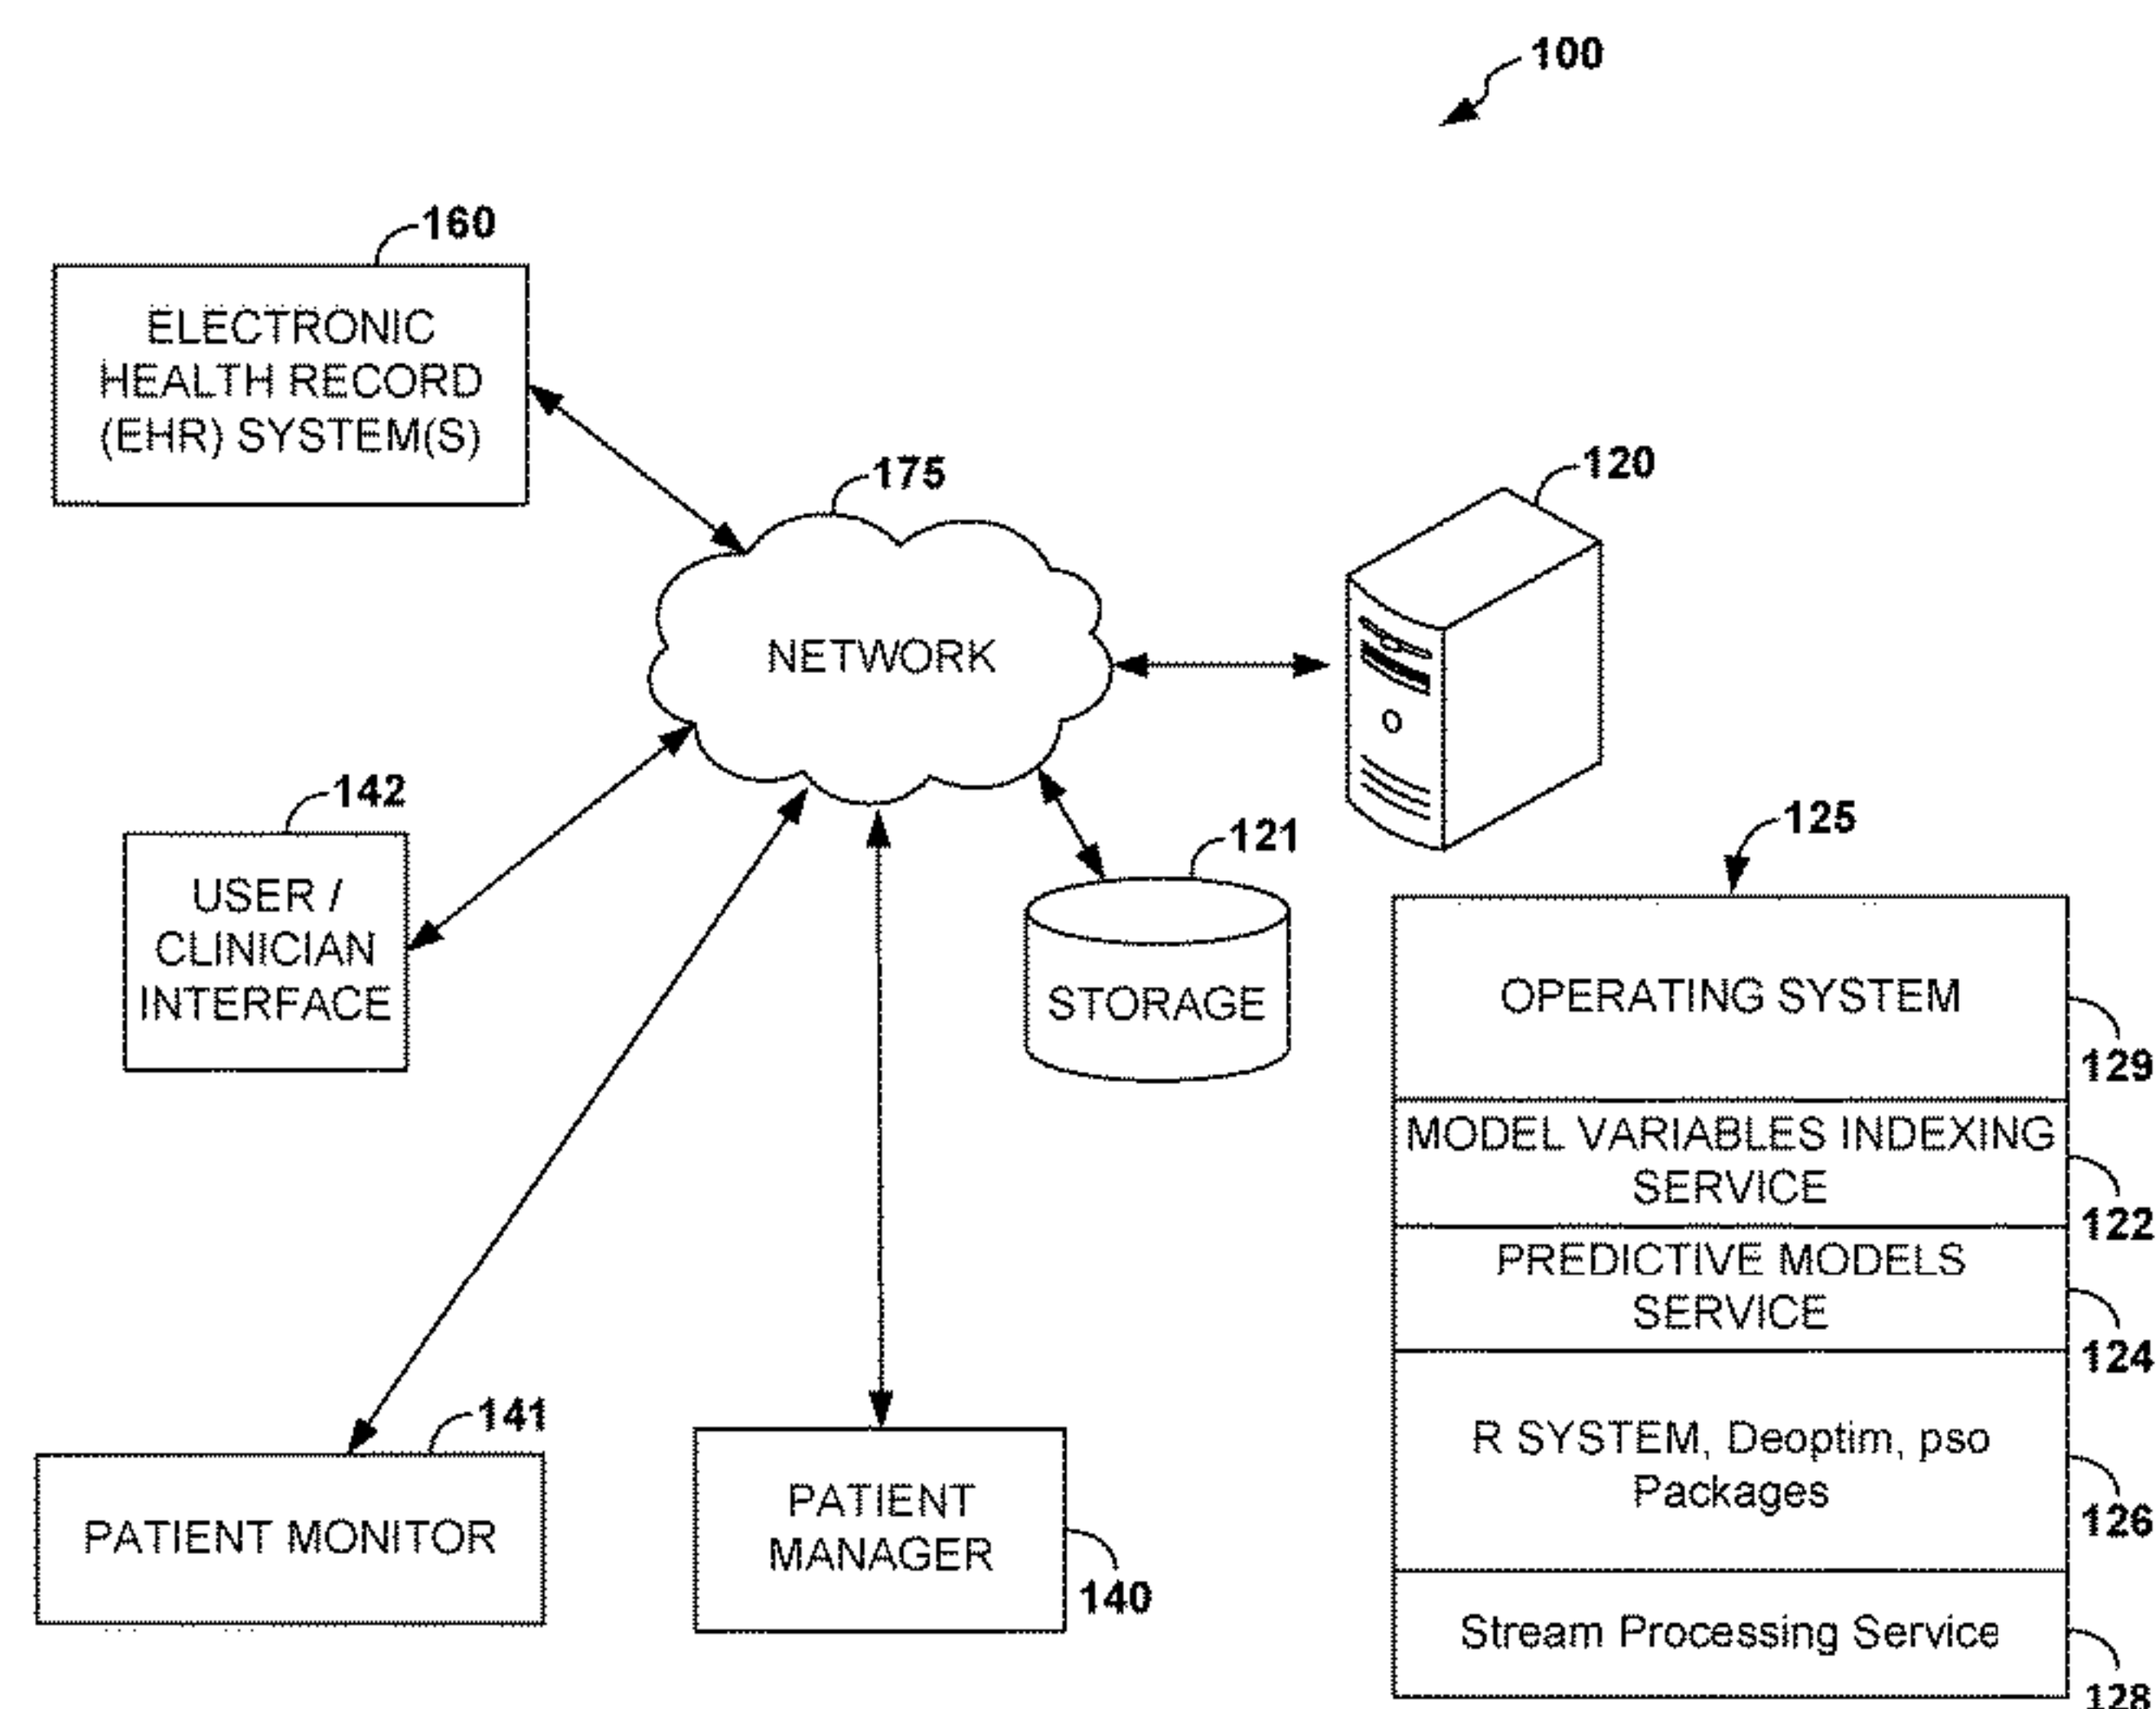 100
160
ELECTRONIC
HEALTH RECORD
(EHR) SYSTEM(S)
175
120
NETWORK
142
USER /
CLINICIAN
INTERFACE
121
STORAGE
125
OPERATING SYSTEM
129
MODEL VARIABLES INDEXING
SERVICE
122
PREDICTIVE MODELS
SERVICE
124
R SYSTEM, Deoptim, pso
Packages
126
Stream Processing Service
128
141
PATIENT MONITOR
PATIENT
MANAGER
140